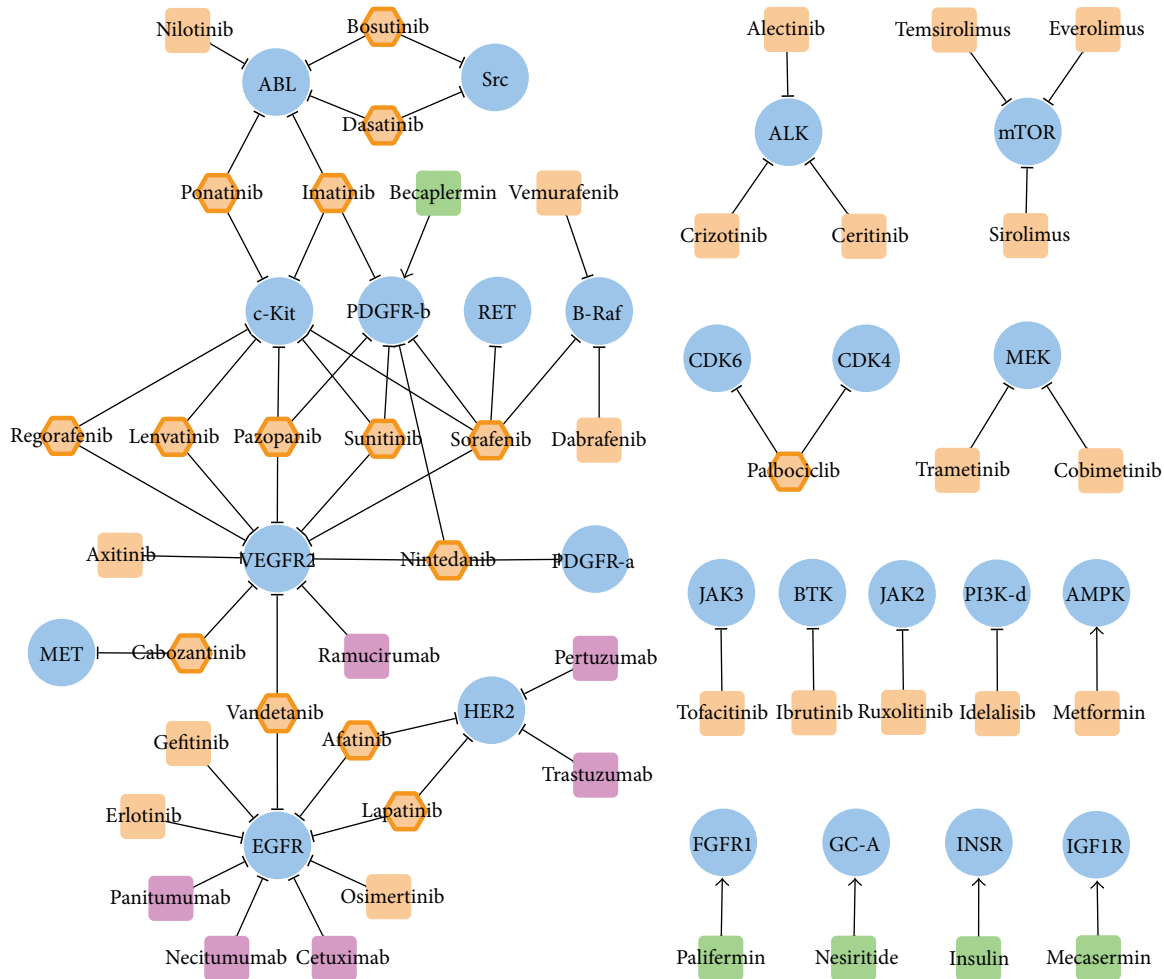 Nilotinib
Bosutinib
ABL
Src
Dasatinib
Ponatinib
Imatinib
Becaplermin
Vemurafenib
c-Kit
PDGFR-b
RET
B-Raf
Regorafenib
Lenvatinib
Pazopanib
Sunitinib
Sorafenib
Dabrafenib
Axitinib
VEGFR2
Nintedanib
PDGFR-a
MET
Cabozantinib
Ramucirumab
Pertuzumab
Vandetanib
HER2
Gefitinib
Afatinib
Trastuzumab
Erlotinib
Lapatinib
EGFR
Panitumumab
Osimertinib
Necitumumab
Cetuximab
Alectinib
Temsirolimus
Everolimus
ALK
mTOR
Crizotinib
Ceritinib
Sirolimus
CDK6
CDK4
MEK
Palbociclib
Trametinib
Cobimetinib
JAK3
BTK
JAK2
PI3K-d
AMPK
Tofacitinib
Ibrutinib
Ruxolitinib
Idelalisib
Metformin
FGFR1
GC-A
INSR
IGF1R
Palifermin
Nesiritide
Insulin
Mecasermin